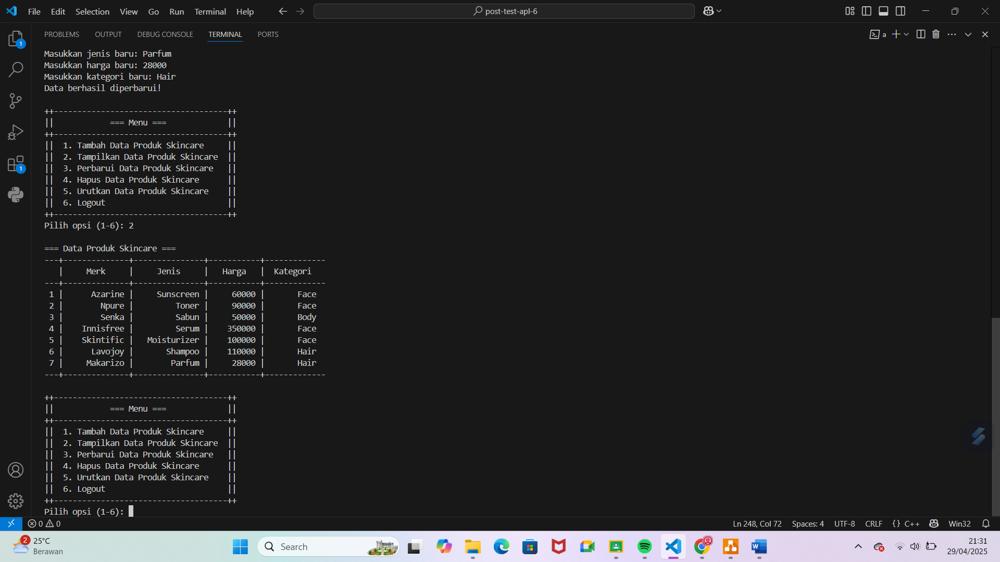 File Edit Selection View Go Run Terminal Help
post-test-apl-6
PROBLEMS OUTPUT DEBUG CONSOLE TERMINAL PORTS
a
1
1
Masukkan jenis baru: Parfum
Masukkan harga baru: 28000
Masukkan kategori baru: Hair
Data berhasil diperbarui!
++-------------------------------------++
||            === Menu ===             ||
++-------------------------------------++
||  1. Tambah Data Produk Skincare     ||
||  2. Tampilkan Data Produk Skincare  ||
||  3. Perbarui Data Produk Skincare   ||
||  4. Hapus Data Produk Skincare      ||
||  5. Urutkan Data Produk Skincare    ||
||  6. Logout                          ||
++-------------------------------------++
Pilih opsi (1-6): 2
=== Data Produk Skincare ===
---+--------------+---------------+-----------+-------------
   |     Merk     |     Jenis     |   Harga   |  Kategori
---+--------------+---------------+-----------+-------------
 1 |      Azarine |     Sunscreen |     60000 |       Face
 2 |        Npure |         Toner |     90000 |       Face
 3 |        Senka |         Sabun |     50000 |       Body
 4 |    Innisfree |         Serum |    350000 |       Face
 5 |    Skintific |   Moisturizer |    100000 |       Face
 6 |      Lavojoy |       Shampoo |    110000 |       Hair
 7 |     Makarizo |        Parfum |     28000 |       Hair
---+--------------+---------------+-----------+-------------
++-------------------------------------++
||            === Menu ===             ||
++-------------------------------------++
||  1. Tambah Data Produk Skincare     ||
||  2. Tampilkan Data Produk Skincare  ||
||  3. Perbarui Data Produk Skincare   ||
||  4. Hapus Data Produk Skincare      ||
||  5. Urutkan Data Produk Skincare    ||
||  6. Logout                          ||
++-------------------------------------++
Pilih opsi (1-6):
0 0 Ln 248, Col 72 Spaces: 4 UTF-8 CRLF {} C++ Win32
2 25°C
Berawan
Search
21:31
29/04/2025